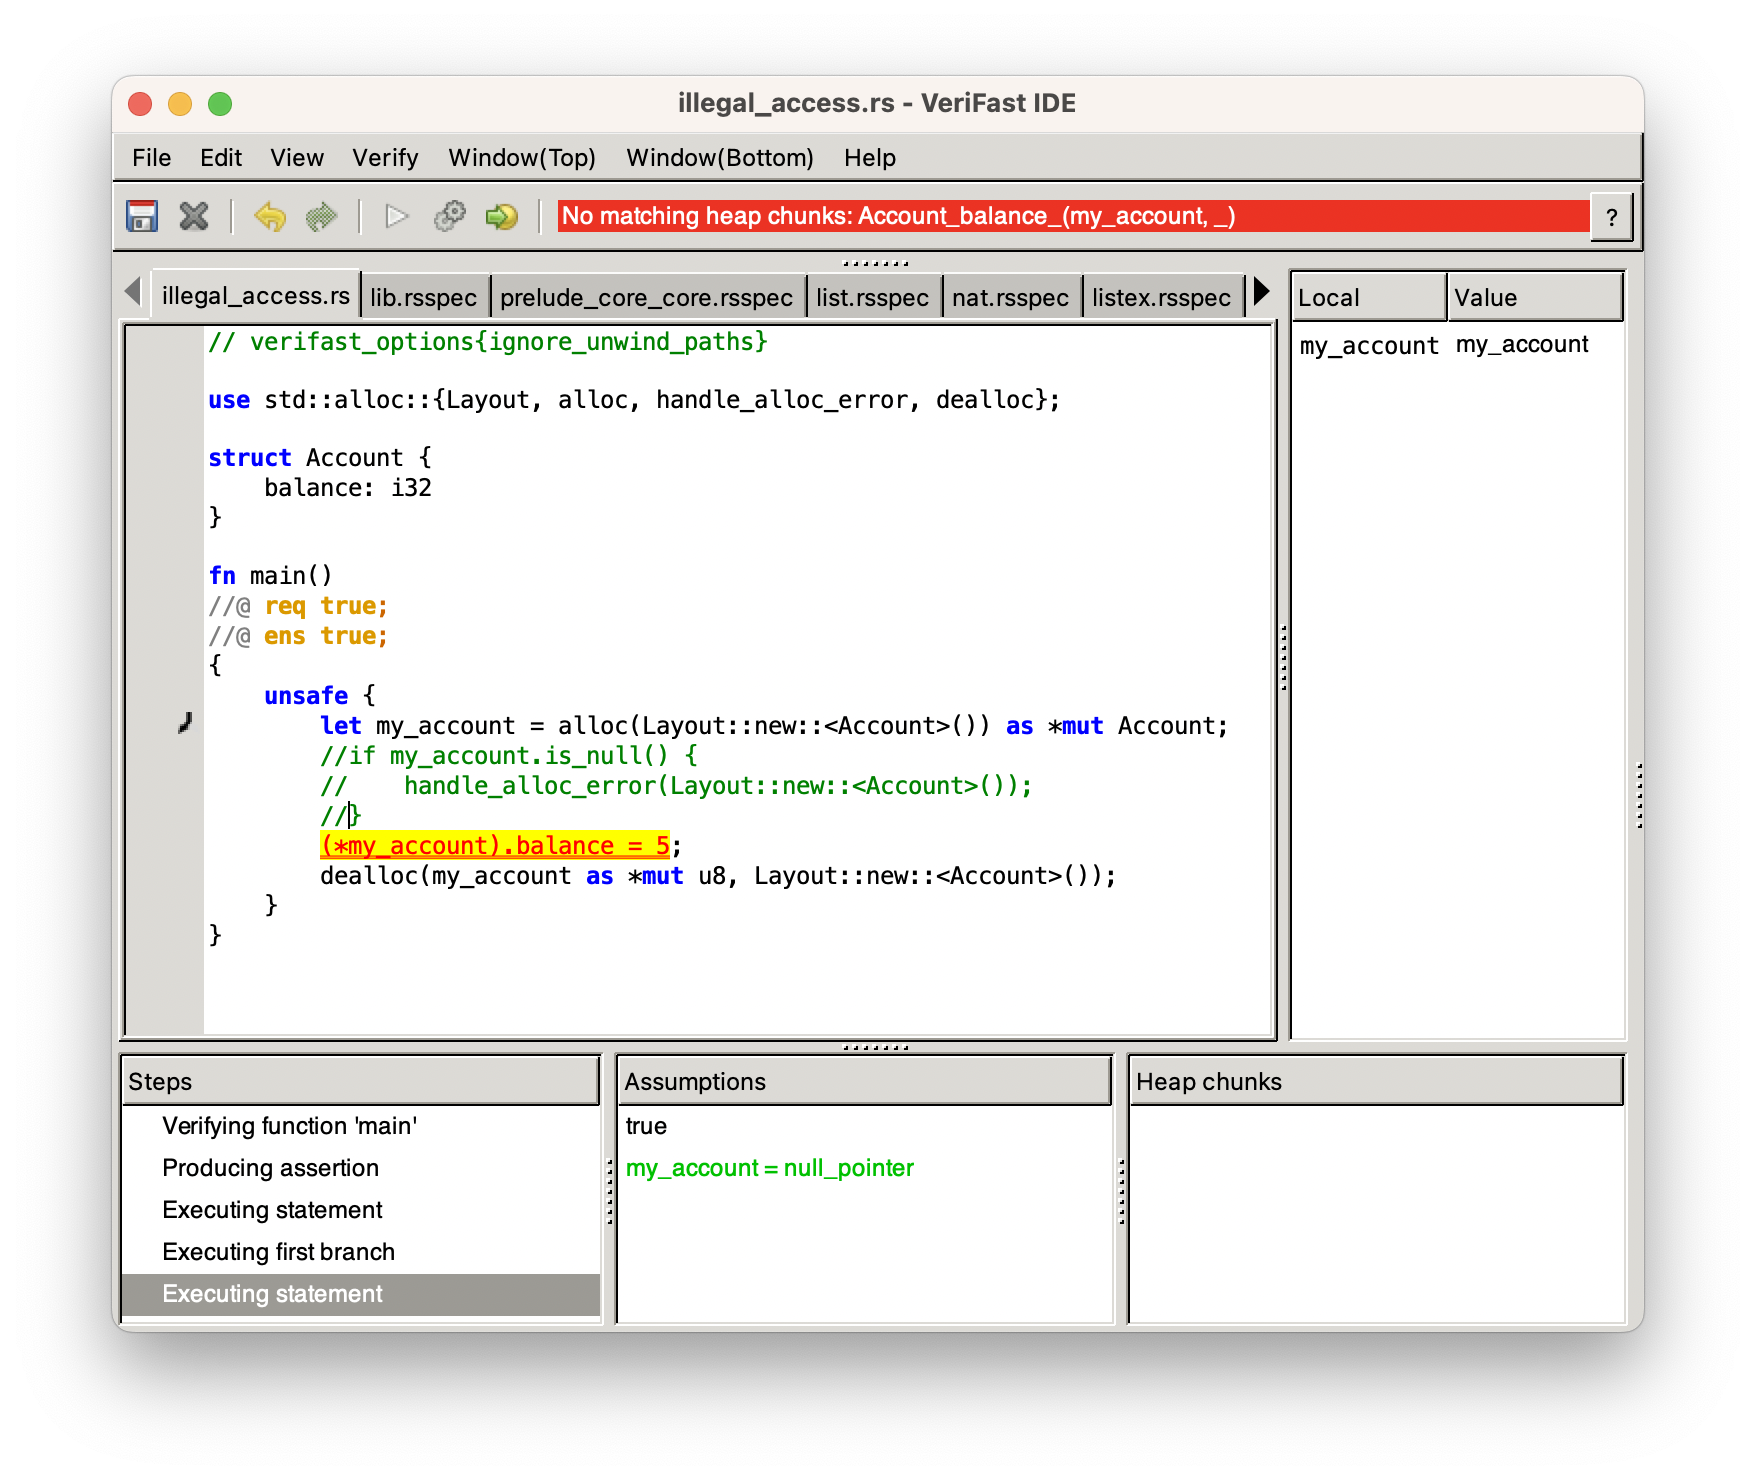 illegal_access.rs - VeriFast IDE
File Edit View Verify Window(Top) Window(Bottom) Help
No matching heap chunks: Account_balance_(my_account, _)
?
illegal_access.rs lib.rsspec prelude_core_core.rsspec list.rsspec nat.rsspec listex.rsspec
// verifast_options{ignore_unwind_paths}
use std::alloc::{Layout, alloc, handle_alloc_error, dealloc};
struct Account {
    balance: i32
}
fn main()
//@ req true;
//@ ens true;
{
    unsafe {
        let my_account = alloc(Layout::new::<Account>()) as *mut Account;
        //if my_account.is_null() {
        //    handle_alloc_error(Layout::new::<Account>());
        //}
        (*my_account).balance = 5;
        dealloc(my_account as *mut u8, Layout::new::<Account>());
    }
}
Local Value
my_account my_account
Steps
Verifying function 'main'
Producing assertion
Executing statement
Executing first branch
Executing statement
Assumptions
true
my_account = null_pointer
Heap chunks